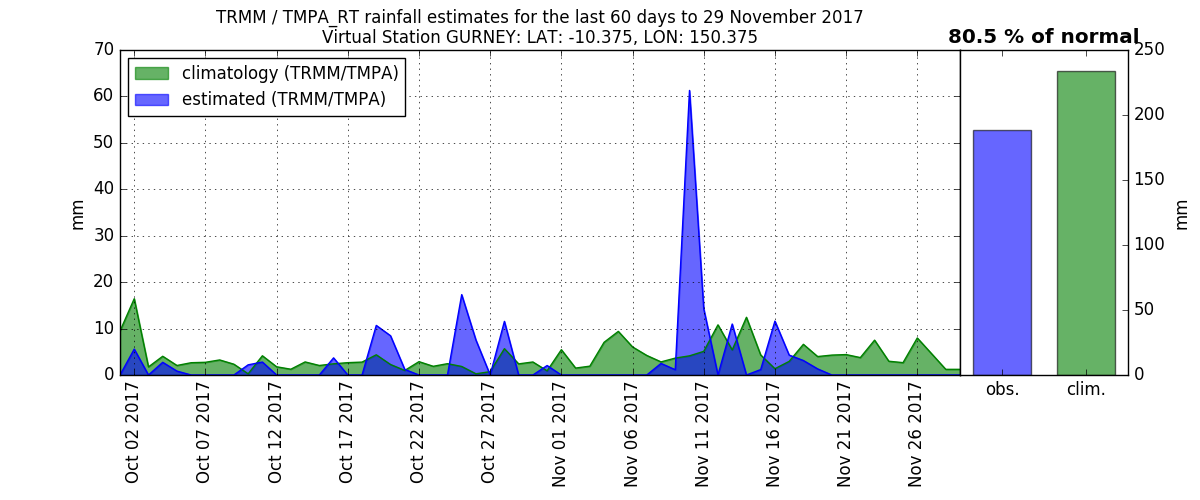 TRMM / TMPA_RT rainfall estimates for the last 60 days to 29 November 2017
Virtual Station GURNEY: LAT: -10.375, LON: 150.375
80.5 % of normal
climatology (TRMM/TMPA)
estimated (TRMM/TMPA)
mm
70
60
50
40
30
20
10
0
Oct 02 2017
Oct 07 2017
Oct 12 2017
Oct 17 2017
Oct 22 2017
Oct 27 2017
Nov 01 2017
Nov 06 2017
Nov 11 2017
Nov 16 2017
Nov 21 2017
Nov 26 2017
250
200
150
100
50
0
mm
obs.
clim.